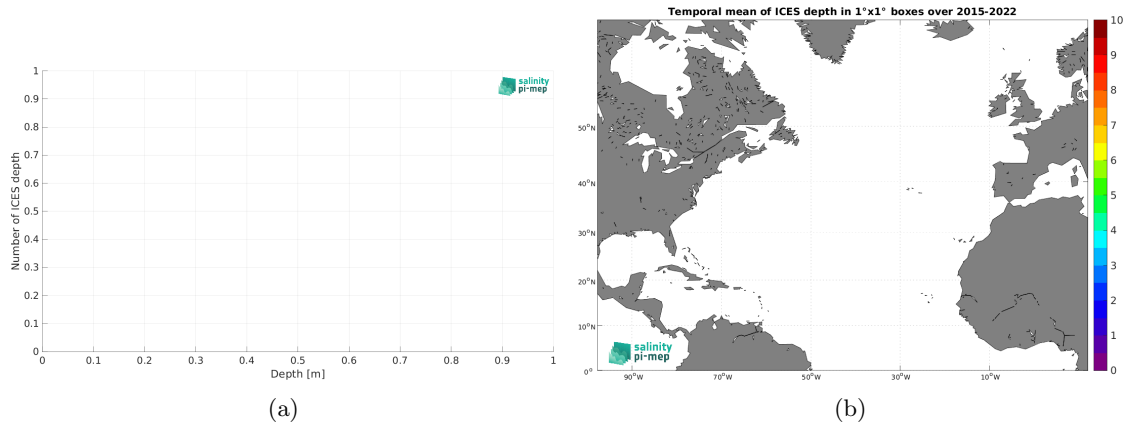 Temporal mean of ICES depth in 1°x1° boxes over 2015-2022
1
0.9
0.8
0.7
0.6
0.5
0.4
0.3
0.2
0.1
0
Number of ICES depth
0 0.1 0.2 0.3 0.4 0.5 0.6 0.7 0.8 0.9 1
Depth [m]
salinity
pi-mep
(a)
50°N
40°N
30°N
20°N
10°N
0°
90°W 70°W 50°W 30°W 10°W
salinity
pi-mep
10
9
8
7
6
5
4
3
2
1
0
(b)